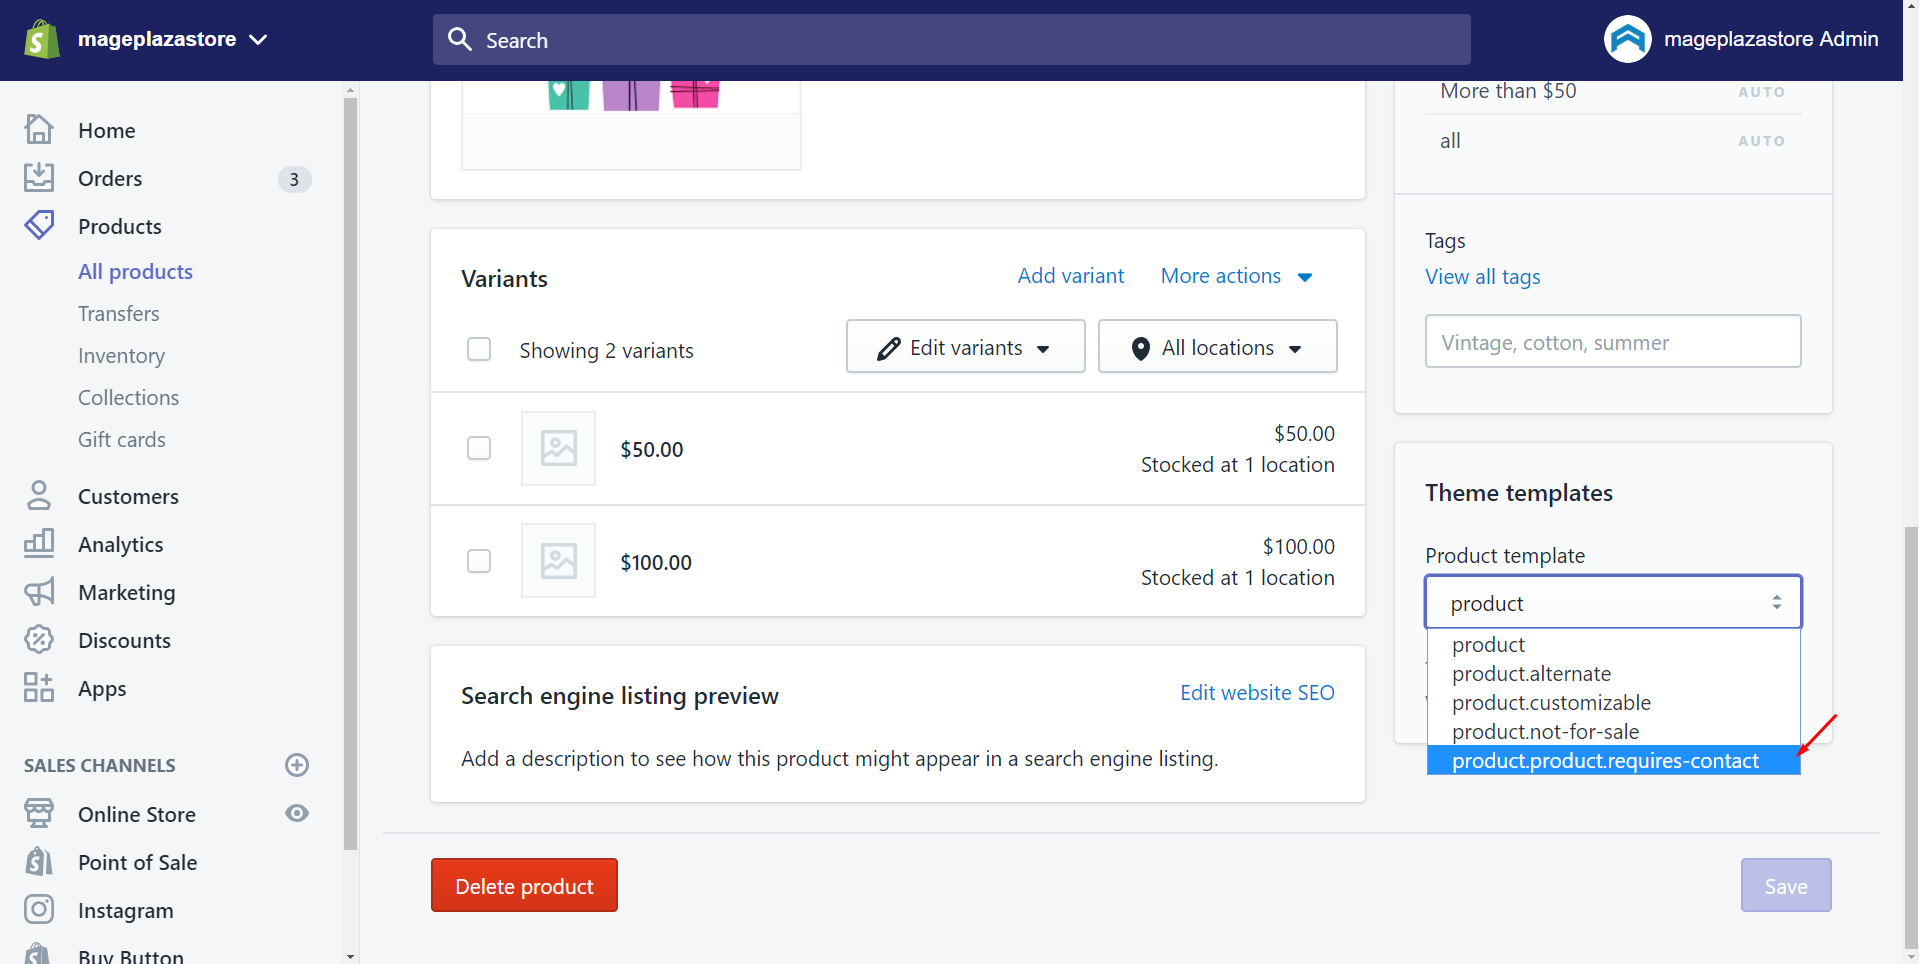 mageplazastore
Search
mageplazastore Admin
Home
Orders
3
Products
All products
Transfers
Inventory
Collections
Gift cards
Customers
Analytics
Marketing
Discounts
Apps
SALES CHANNELS
Online Store
Point of Sale
Instagram
Buy Button
Variants
Add variant
More actions
Showing 2 variants
Edit variants
All locations
$50.00
$50.00
Stocked at 1 location
$100.00
$100.00
Stocked at 1 location
Search engine listing preview
Edit website SEO
Add a description to see how this product might appear in a search engine listing.
Delete product
More than $50
AUTO
all
AUTO
Tags
View all tags
Vintage, cotton, summer
Theme templates
Product template
product
product
product.alternate
product.customizable
product.not-for-sale
product.product.requires-contact
Save